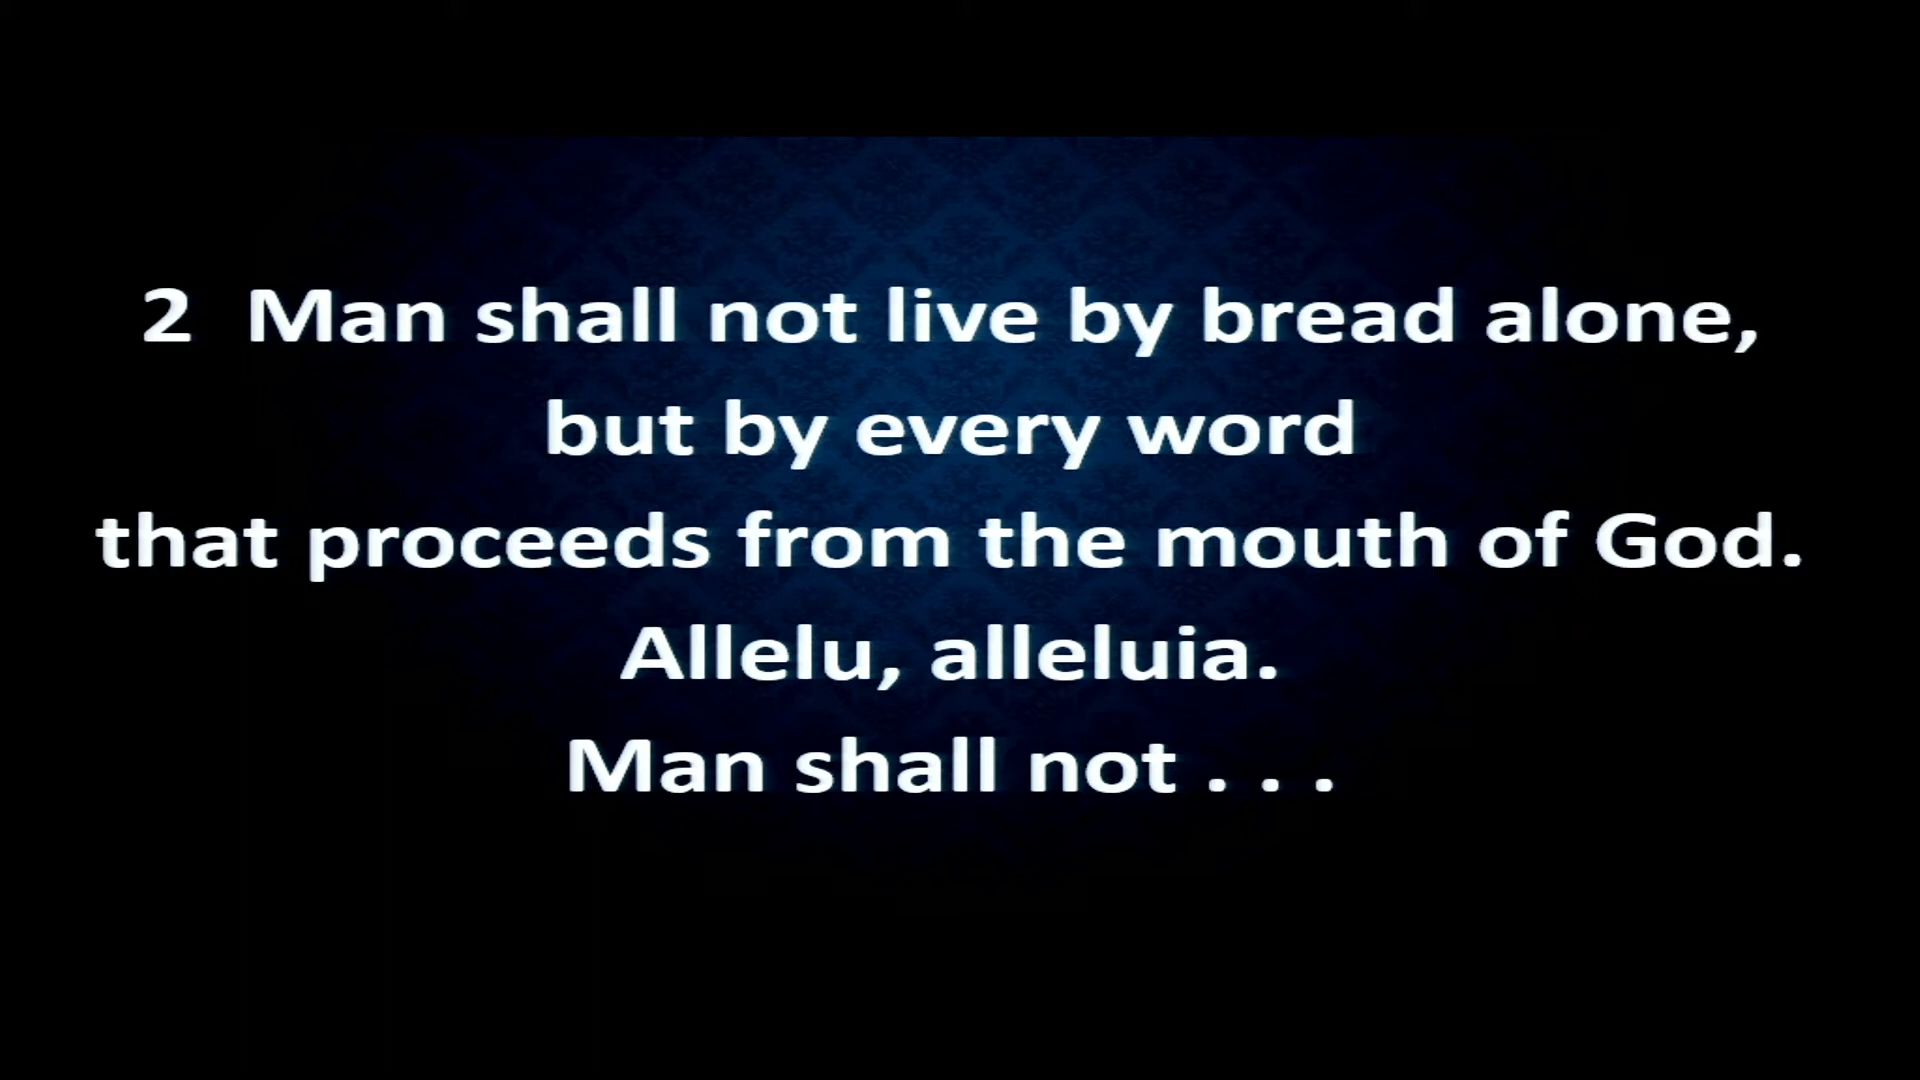 2 Man shall not live by bread alone,
but by every word
that proceeds from the mouth of God.
Allelu, alleluia.
Man shall not . . .